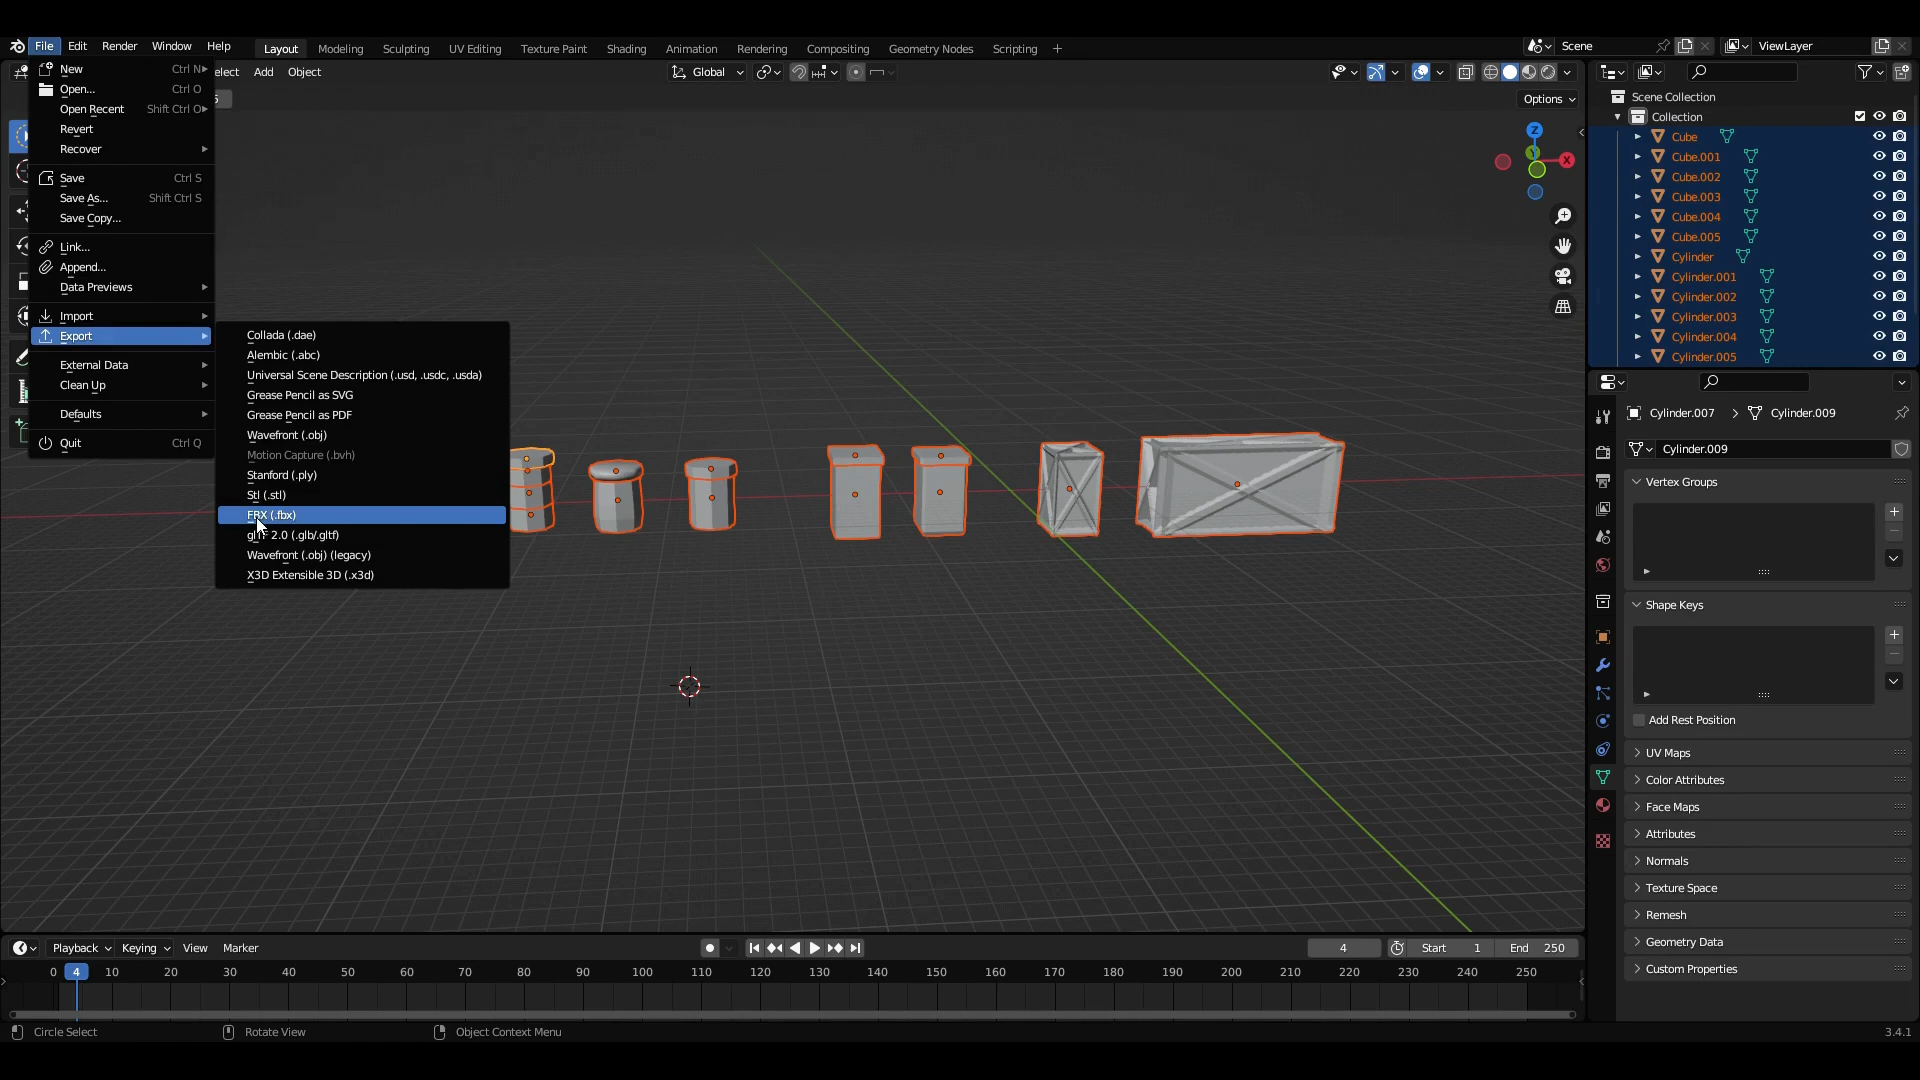 File Edit Render Window Help Layout Modeling Sculpting UV Editing Texture Paint Shading Animation Rendering Compositing Geometry Nodes Scripting + Scene ViewLayer
elect Add Object Global
5 Options
New Ctrl N
Open... Ctrl O
Open Recent Shift Ctrl O
Revert
Recover
Save Ctrl S
Save As... Shift Ctrl S
Save Copy...
Link...
Append...
Data Previews
Import
Export
External Data
Clean Up
Defaults
Quit Ctrl Q
Collada (.dae)
Alembic (.abc)
Universal Scene Description (.usd, .usdc, .usda)
Grease Pencil as SVG
Grease Pencil as PDF
Wavefront (.obj)
Motion Capture (.bvh)
Stanford (.ply)
Stl (.stl)
FBX (.fbx)
glTF 2.0 (.glb/.gltf)
Wavefront (.obj) (legacy)
X3D Extensible 3D (.x3d)
Z
Y
X
Scene Collection
Collection
Cube
Cube.001
Cube.002
Cube.003
Cube.004
Cube.005
Cylinder
Cylinder.001
Cylinder.002
Cylinder.003
Cylinder.004
Cylinder.005
Cylinder.007 Cylinder.009
Cylinder.009
Vertex Groups
Shape Keys
Add Rest Position
UV Maps
Color Attributes
Face Maps
Attributes
Normals
Texture Space
Remesh
Geometry Data
Custom Properties
Playback Keying View Marker 4 Start 1 End 250
0 4 10 20 30 40 50 60 70 80 90 100 110 120 130 140 150 160 170 180 190 200 210 220 230 240 250
Circle Select Rotate View Object Context Menu 3.4.1